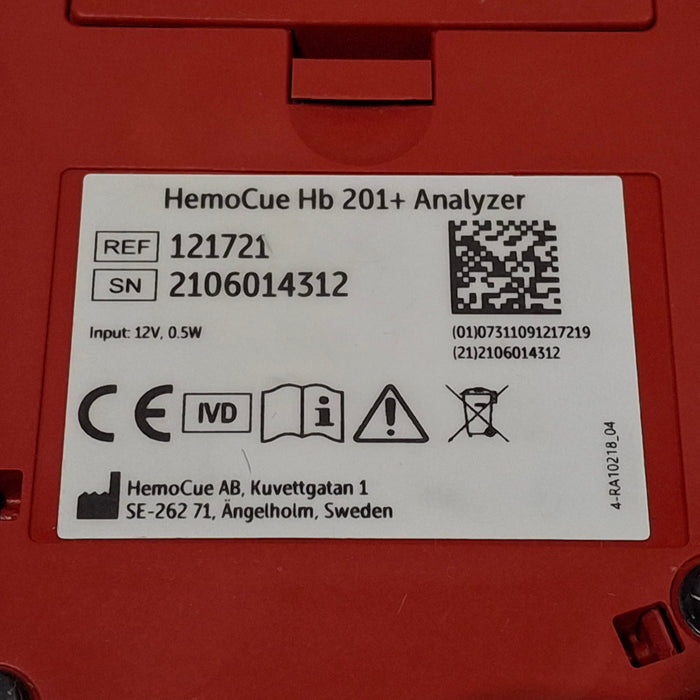 HemoCue Hb 201+ Analyzer
REF 121721
SN 2106014312
Input: 12V, 0.5W
(01)07311091217219
(21)2106014312
CE IVD i !
HemoCue AB, Kuvettgatan 1
SE-262 71, Ängelholm, Sweden
4-RA10218_04